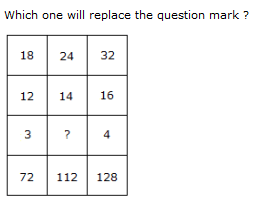 Which one will replace the question mark ?
18 24 32
12 14 16
3 ? 4
72 112 128